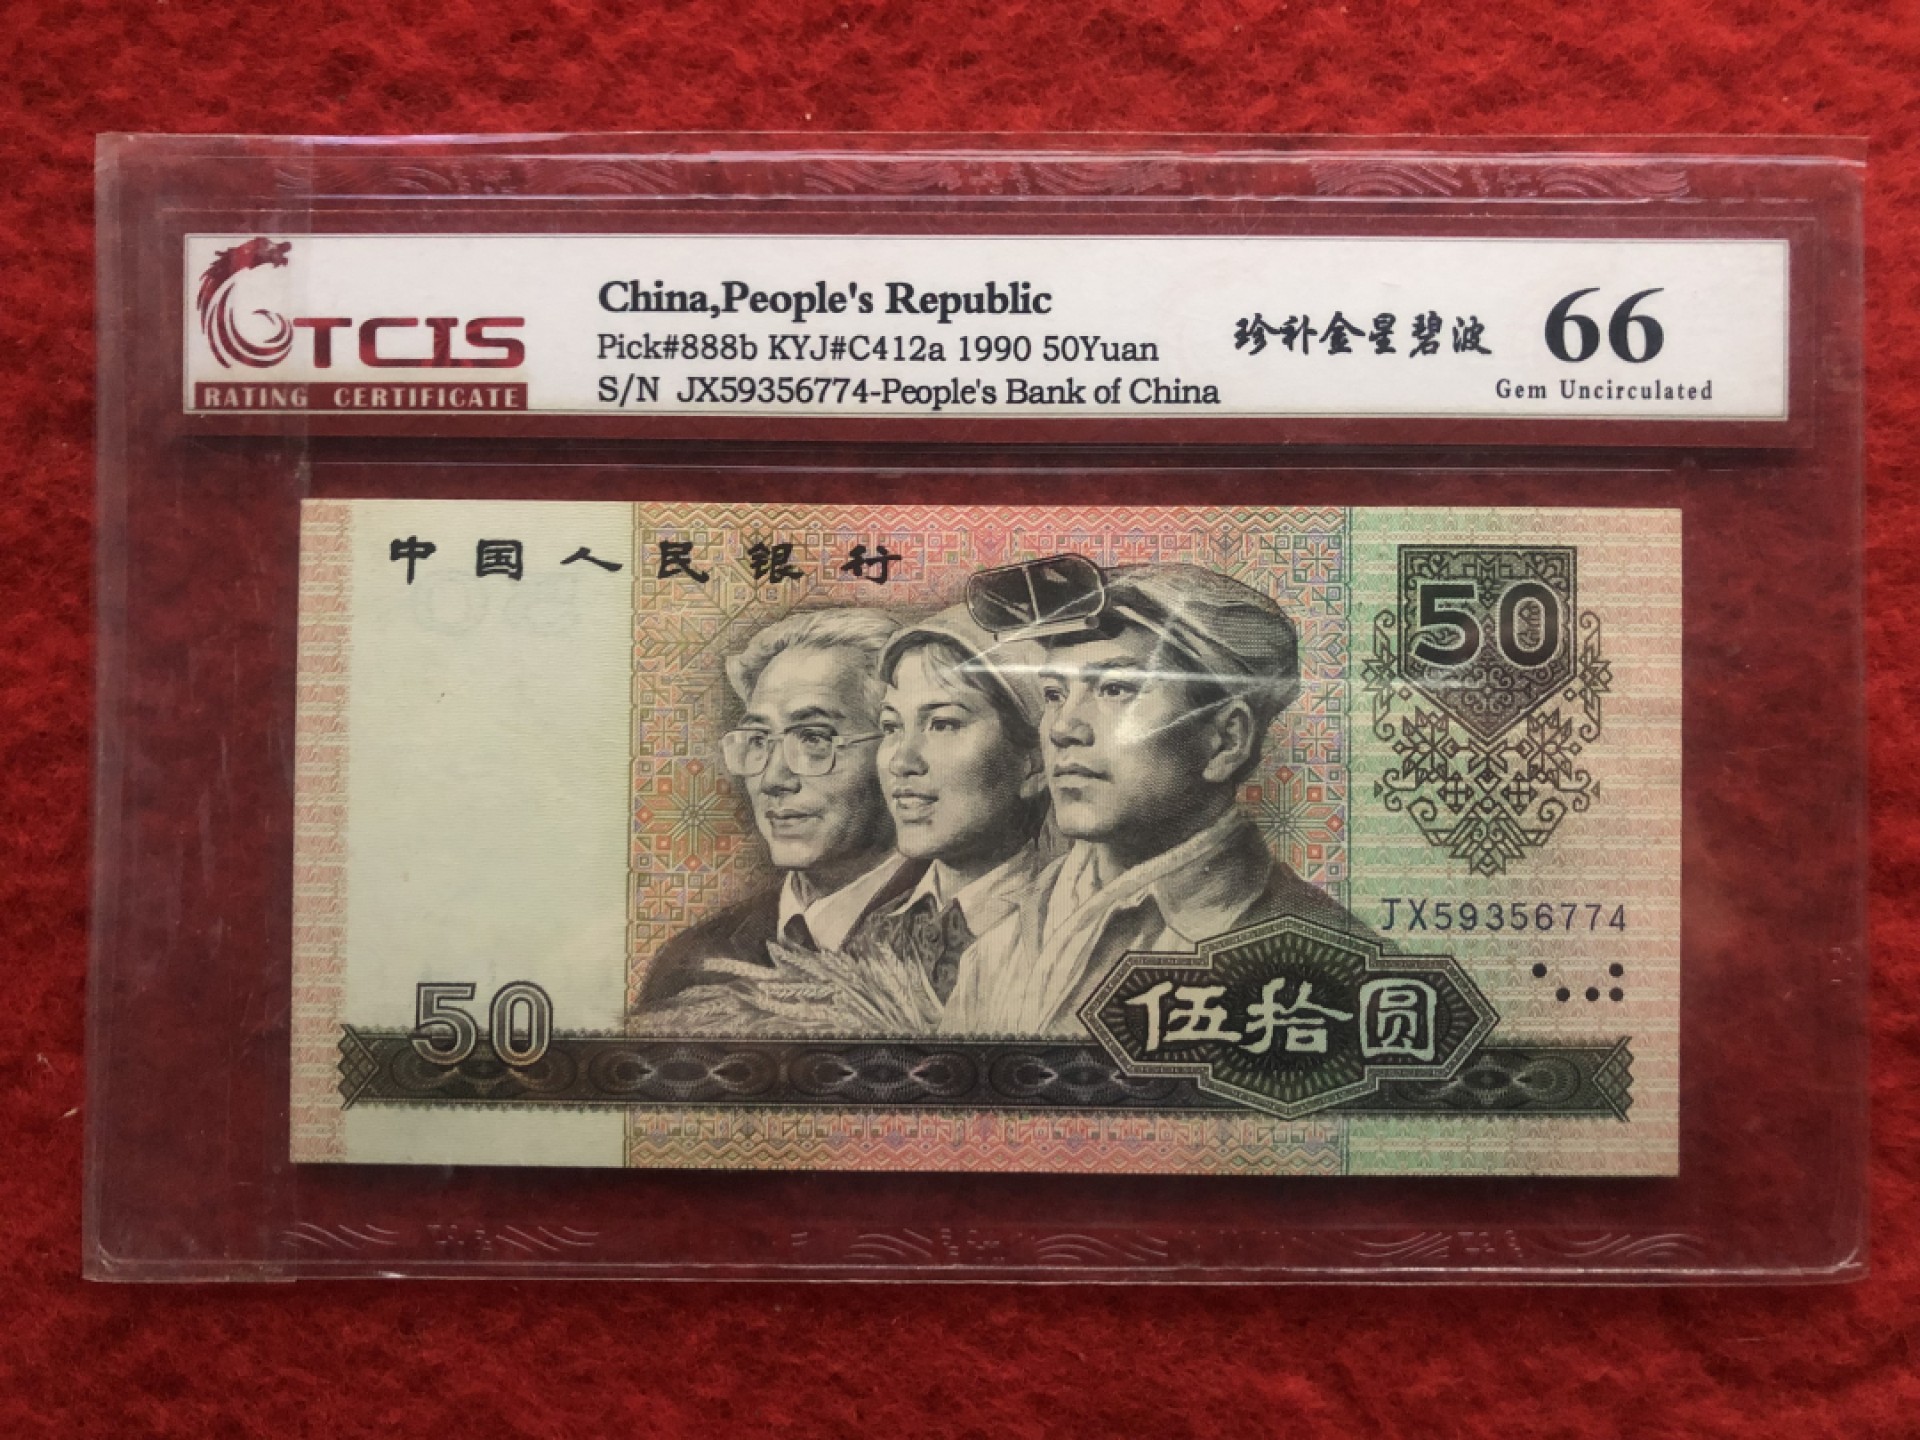 GTCIS
RATING CERTIFICATE
China,People's Republic
Pick#888b KYJ#C412a 1990 50Yuan
S/N JX59356774-People's Bank of China
珍补金星碧波
66
Gem Uncirculated
中国人民银行
50
JX59356774
50
伍拾圆